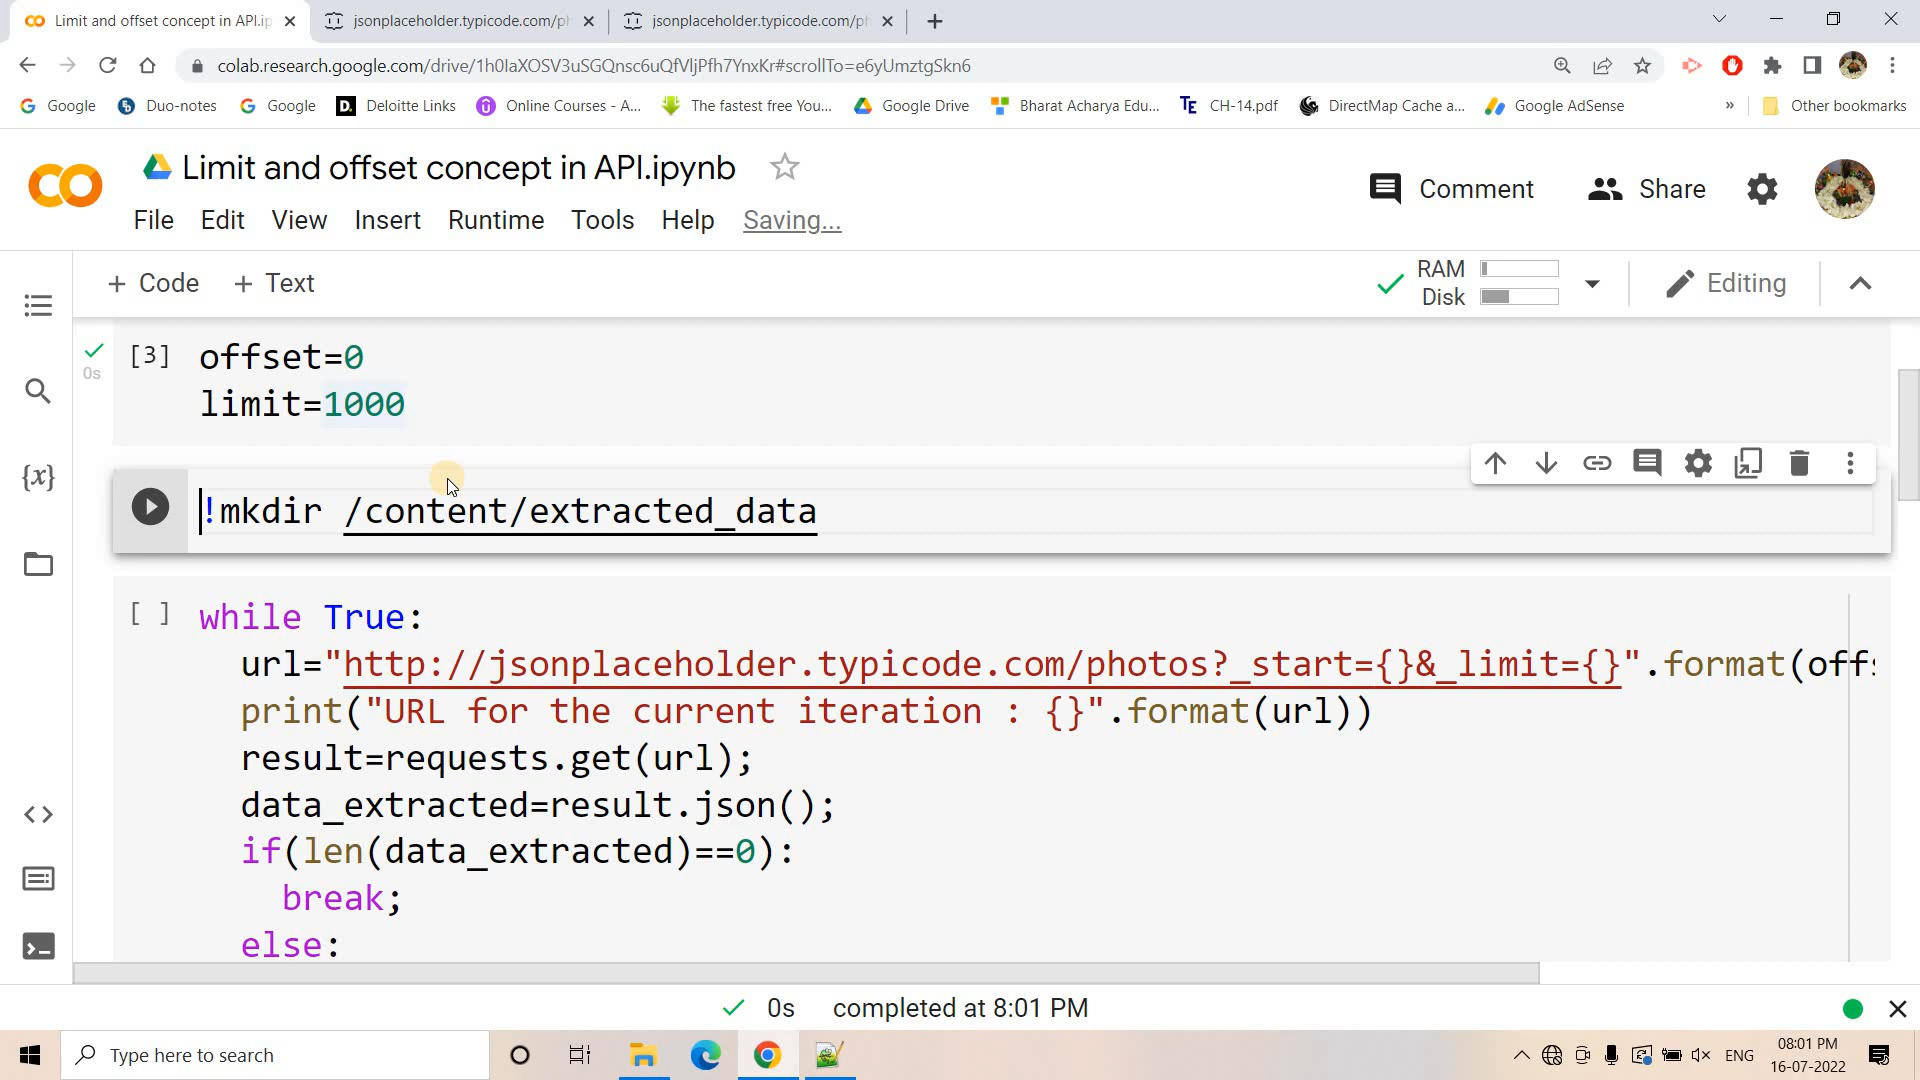 Limit and offset concept in API.ip
jsonplaceholder.typicode.com/ph
jsonplaceholder.typicode.com/ph
colab.research.google.com/drive/1h0IaXOSV3uSGQnsc6uQfVljPfh7YnxKr#scrollTo=e6yUmztgSkn6
Google Duo-notes Google Deloitte Links Online Courses - A... The fastest free You... Google Drive Bharat Acharya Edu... TE CH-14.pdf DirectMap Cache a... Google AdSense » Other bookmarks
Limit and offset concept in API.ipynb
Comment Share
File Edit View Insert Runtime Tools Help Saving...
+ Code + Text
RAM
Disk
Editing
[3] offset=0
0s
limit=1000
!mkdir /content/extracted_data
[ ] while True:
url="http://jsonplaceholder.typicode.com/photos?_start={}&_limit={}".format(offs
print("URL for the current iteration : {}".format(url))
result=requests.get(url);
data_extracted=result.json();
if(len(data_extracted)==0):
break;
else:
0s completed at 8:01 PM
Type here to search
ENG
08:01 PM
16-07-2022